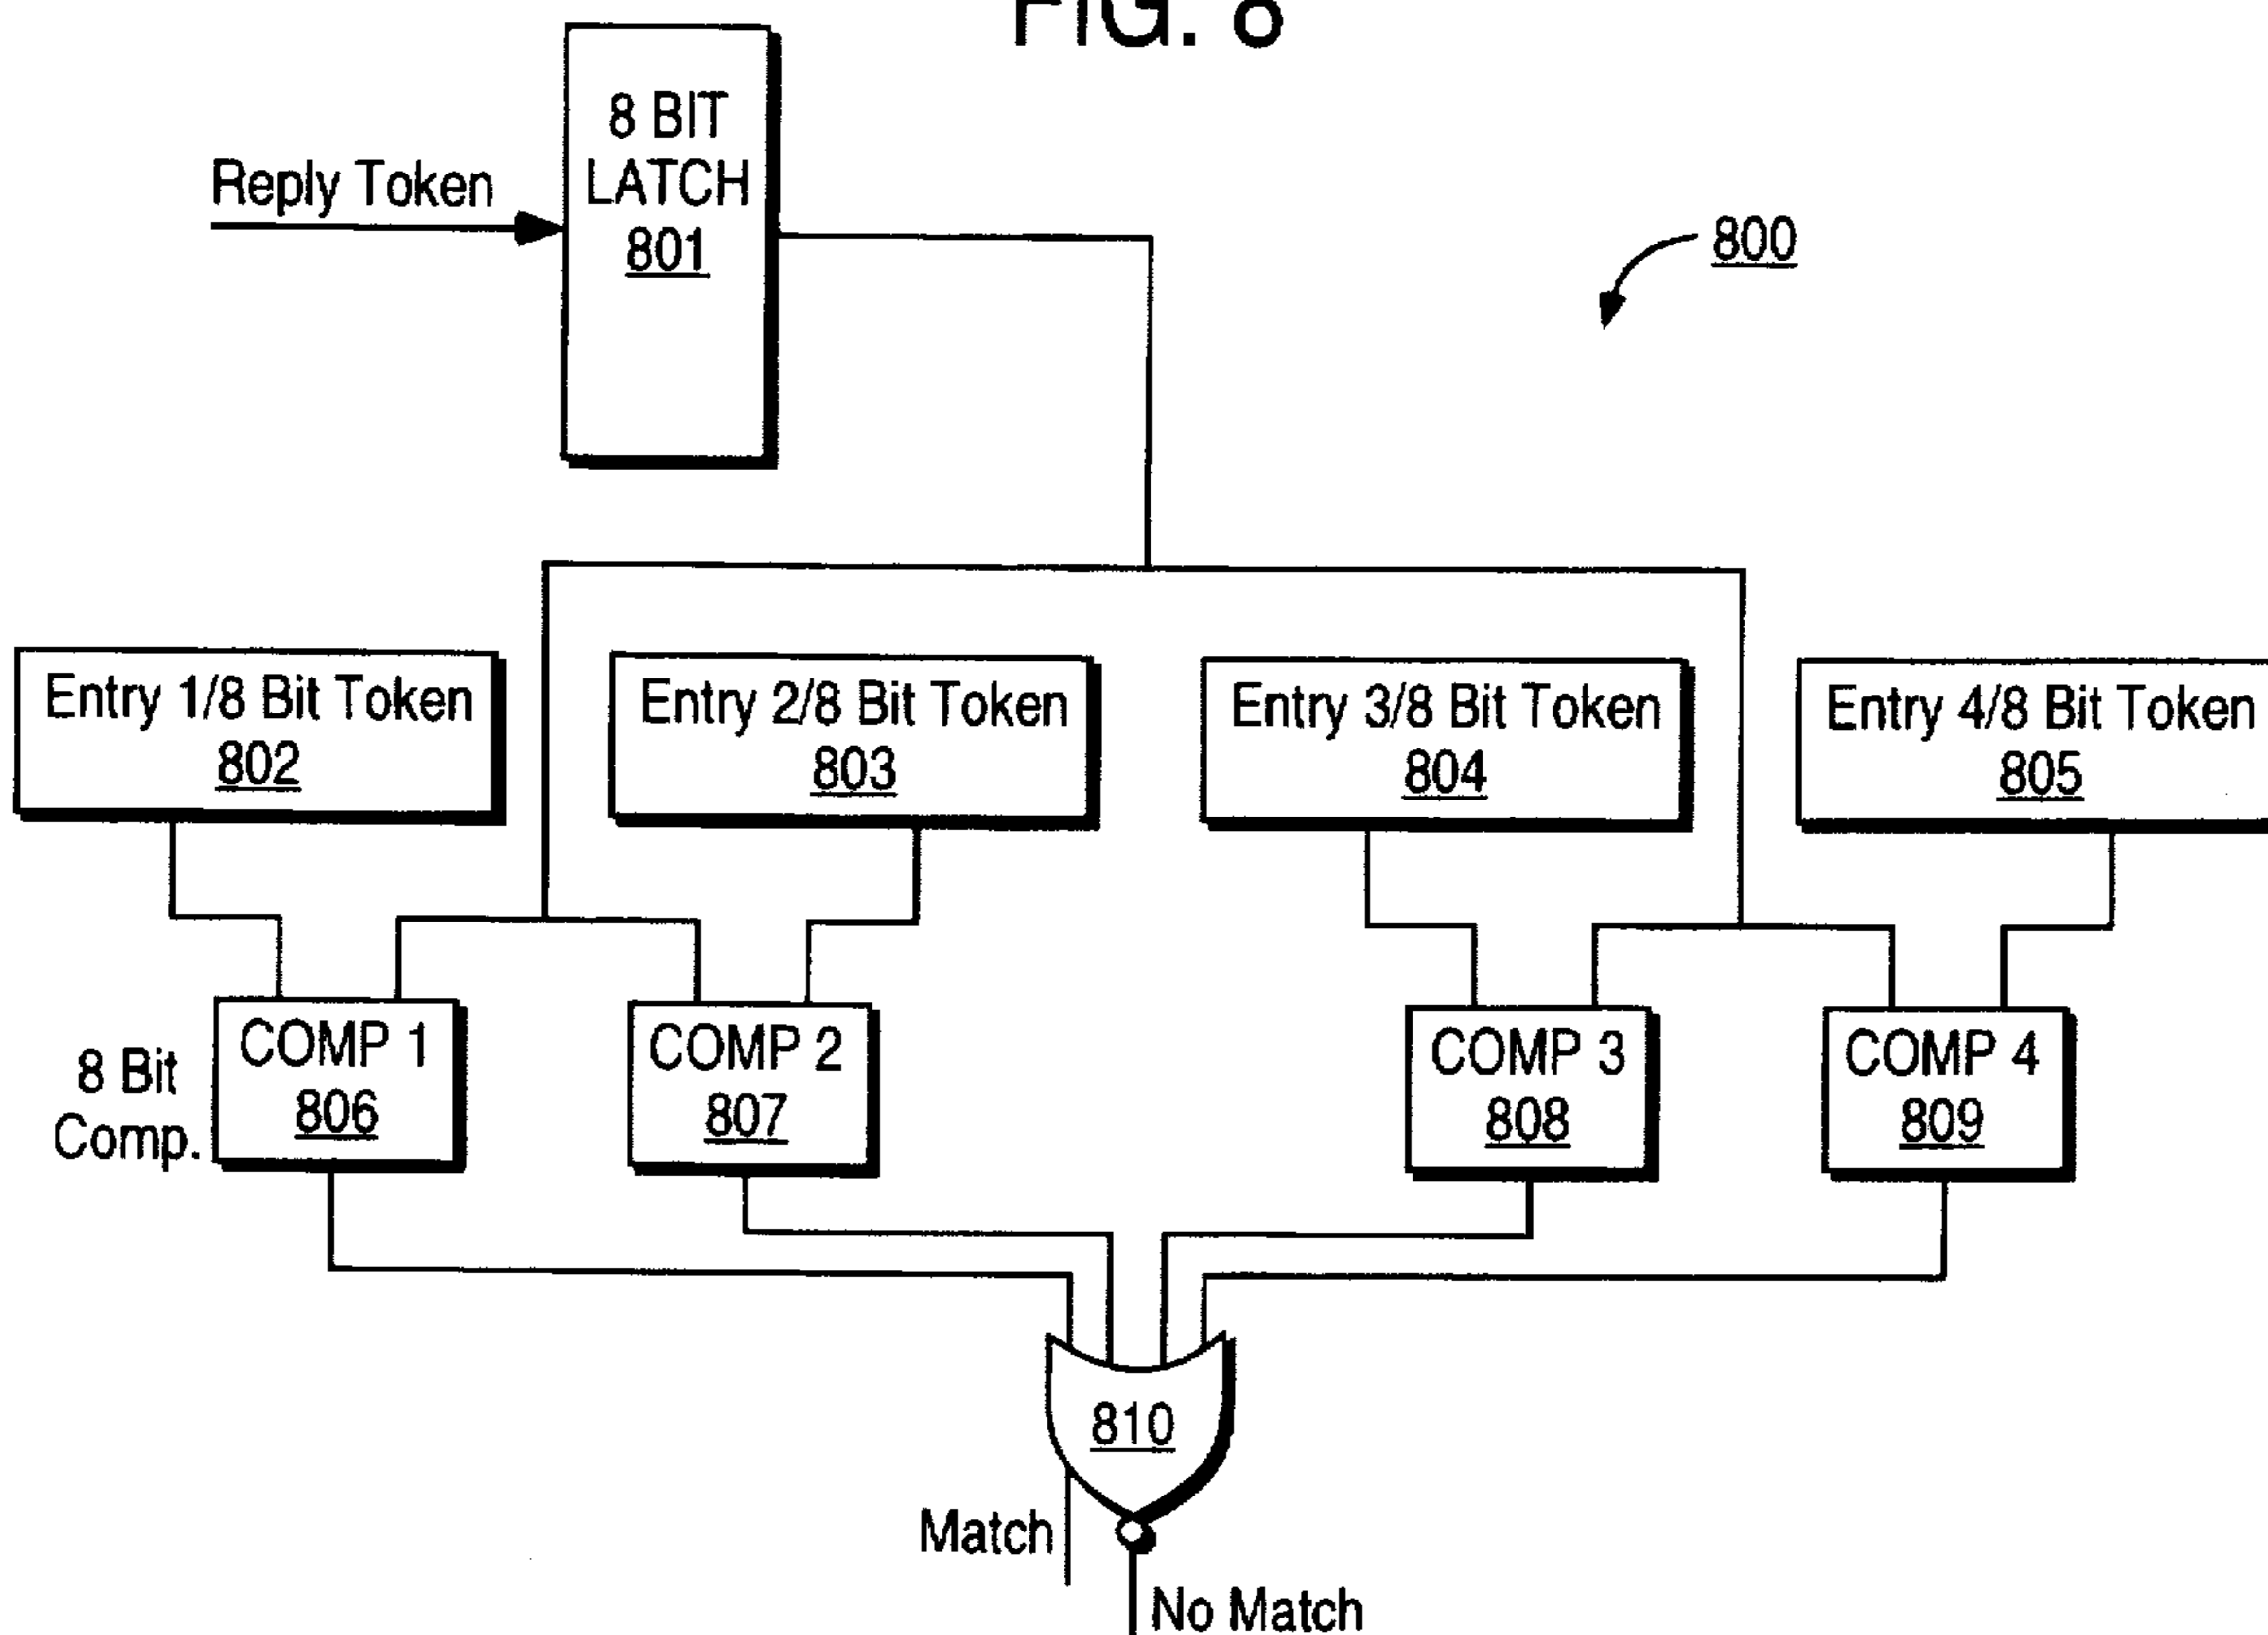 FIG. 8
8 BIT
LATCH
801
Reply Token
800
Entry 1/8 Bit Token
802
Entry 2/8 Bit Token
803
Entry 3/8 Bit Token
804
Entry 4/8 Bit Token
805
8 Bit
Comp.
COMP 1
806
COMP 2
807
COMP 3
808
COMP 4
809
810
Match
No Match